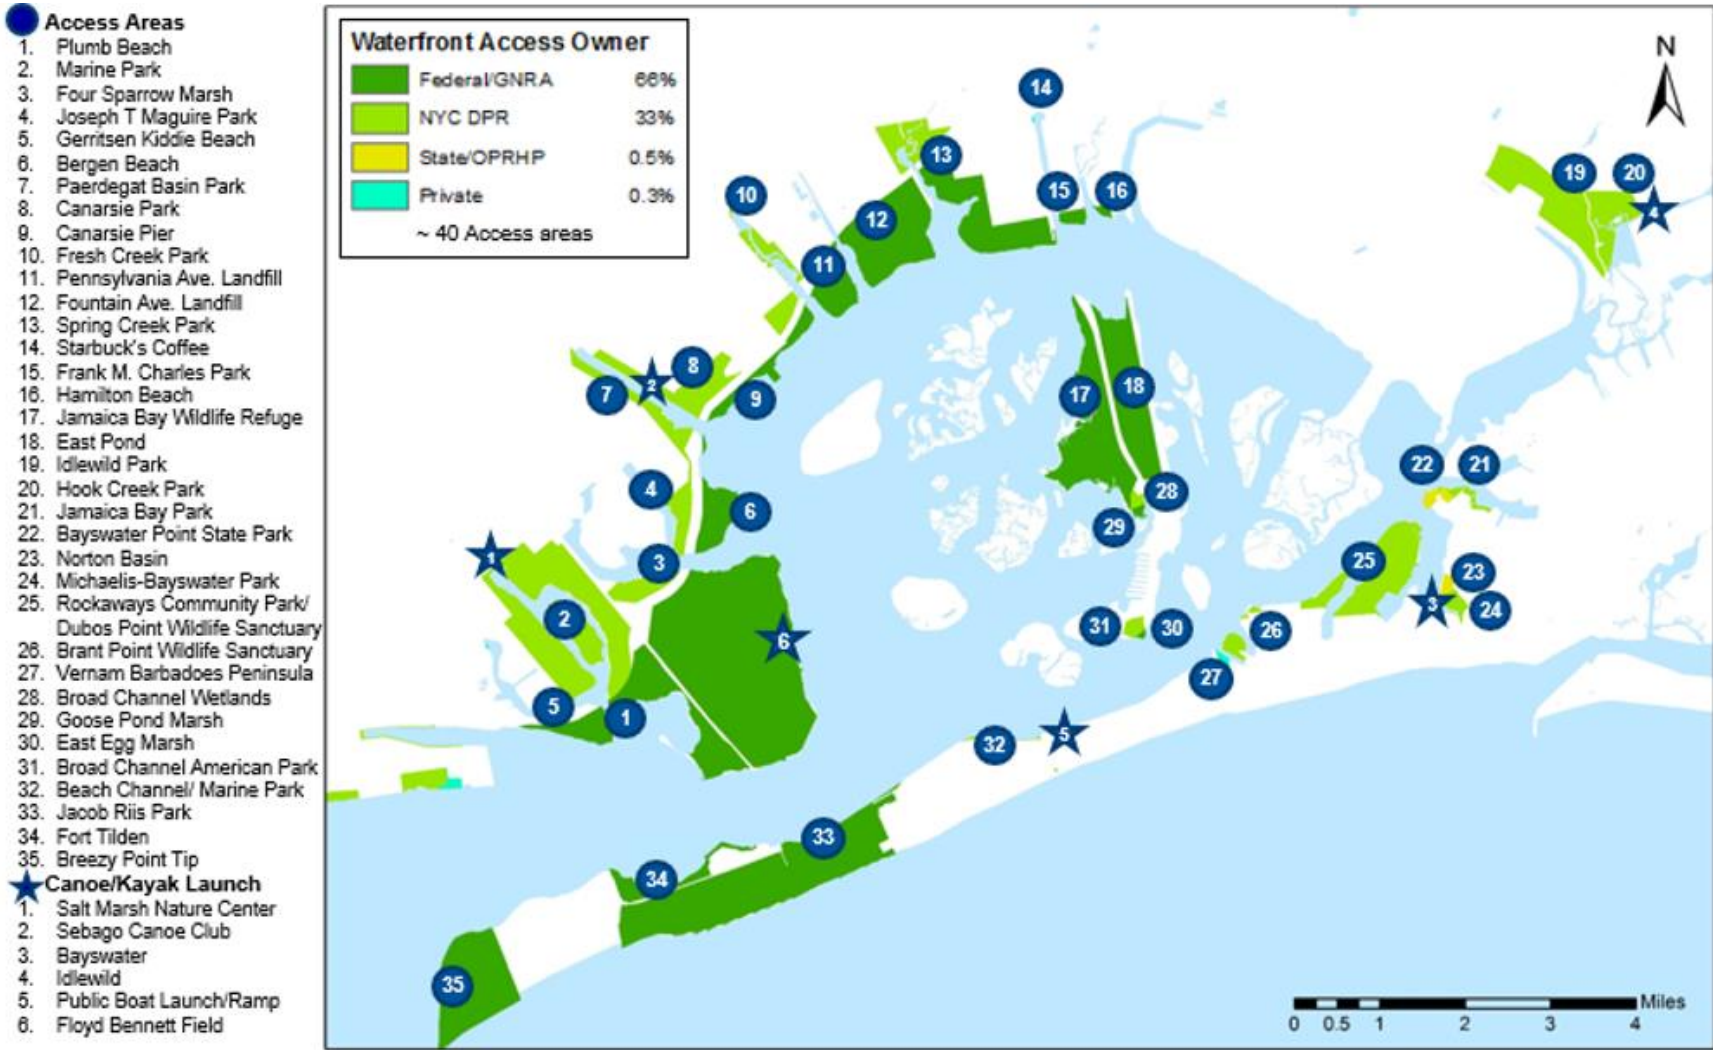 Access Areas
1. Plumb Beach
2. Marine Park
3. Four Sparrow Marsh
4. Joseph T Maguire Park
5. Gerritsen Kiddie Beach
6. Bergen Beach
7. Paerdegat Basin Park
8. Canarsie Park
9. Canarsie Pier
10. Fresh Creek Park
11. Pennsylvania Ave. Landfill
12. Fountain Ave. Landfill
13. Spring Creek Park
14. Starbuck's Coffee
15. Frank M. Charles Park
16. Hamilton Beach
17. Jamaica Bay Wildlife Refuge
18. East Pond
19. Idlewild Park
20. Hook Creek Park
21. Jamaica Bay Park
22. Bayswater Point State Park
23. Norton Basin
24. Michaelis-Bayswater Park
25. Rockaways Community Park/
Dubos Point Wildlife Sanctuary
26. Brant Point Wildlife Sanctuary
27. Vernam Barbadoes Peninsula
28. Broad Channel Wetlands
29. Goose Pond Marsh
30. East Egg Marsh
31. Broad Channel American Park
32. Beach Channel/ Marine Park
33. Jacob Riis Park
34. Fort Tilden
35. Breezy Point Tip
Canoe/Kayak Launch
1. Salt Marsh Nature Center
2. Sebago Canoe Club
3. Bayswater
4. Idlewild
5. Public Boat Launch/Ramp
6. Floyd Bennett Field
Waterfront Access Owner
Federal/GNRA 66%
NYC DPR 33%
State/OPRHP 0.5%
Private 0.3%
~ 40 Access areas
N
14
13
15
16
19
20
4
10
12
11
2
8
7
9
17
18
22
21
4
6
28
29
1
3
25
23
3
24
2
6
31
30
26
27
5
1
5
32
33
34
35
Miles
0 0.5 1 2 3 4